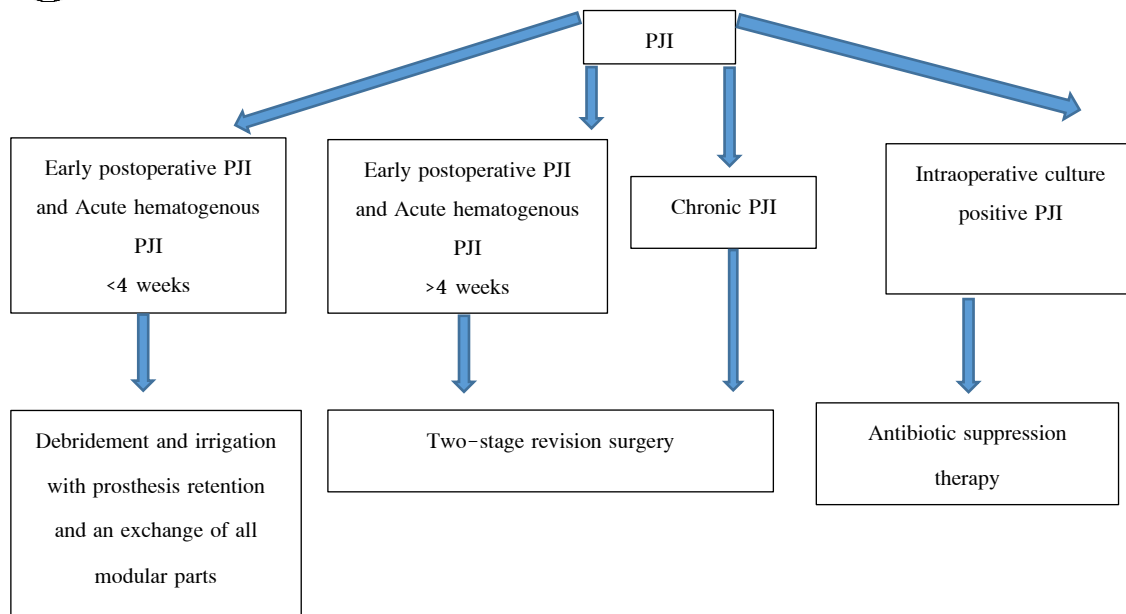 PJI
Early postoperative PJI
and Acute hematogenous
PJI
<4 weeks
Early postoperative PJI
and Acute hematogenous
PJI
>4 weeks
Chronic PJI
Intraoperative culture
positive PJI
Debridement and irrigation
with prosthesis retention
and an exchange of all
modular parts
Two-stage revision surgery
Antibiotic suppression
therapy